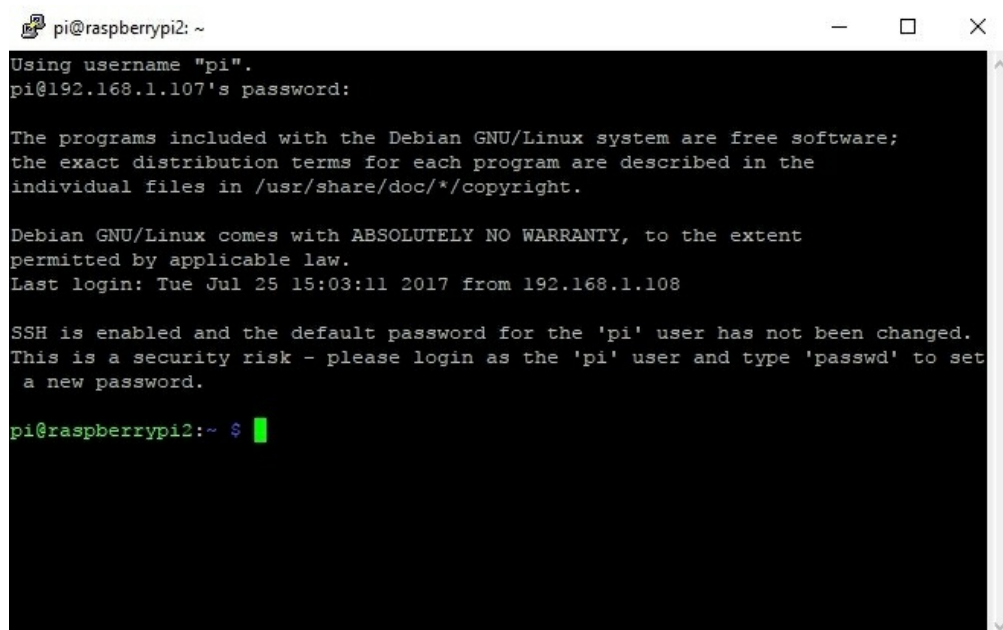 pi@raspberrypi2: ~
Using username "pi".
pi@192.168.1.107's password:
The programs included with the Debian GNU/Linux system are free software;
the exact distribution terms for each program are described in the
individual files in /usr/share/doc/*/copyright.
Debian GNU/Linux comes with ABSOLUTELY NO WARRANTY, to the extent
permitted by applicable law.
Last login: Tue Jul 25 15:03:11 2017 from 192.168.1.108
SSH is enabled and the default password for the 'pi' user has not been changed.
This is a security risk - please login as the 'pi' user and type 'passwd' to set
a new password.
pi@raspberrypi2:~ $